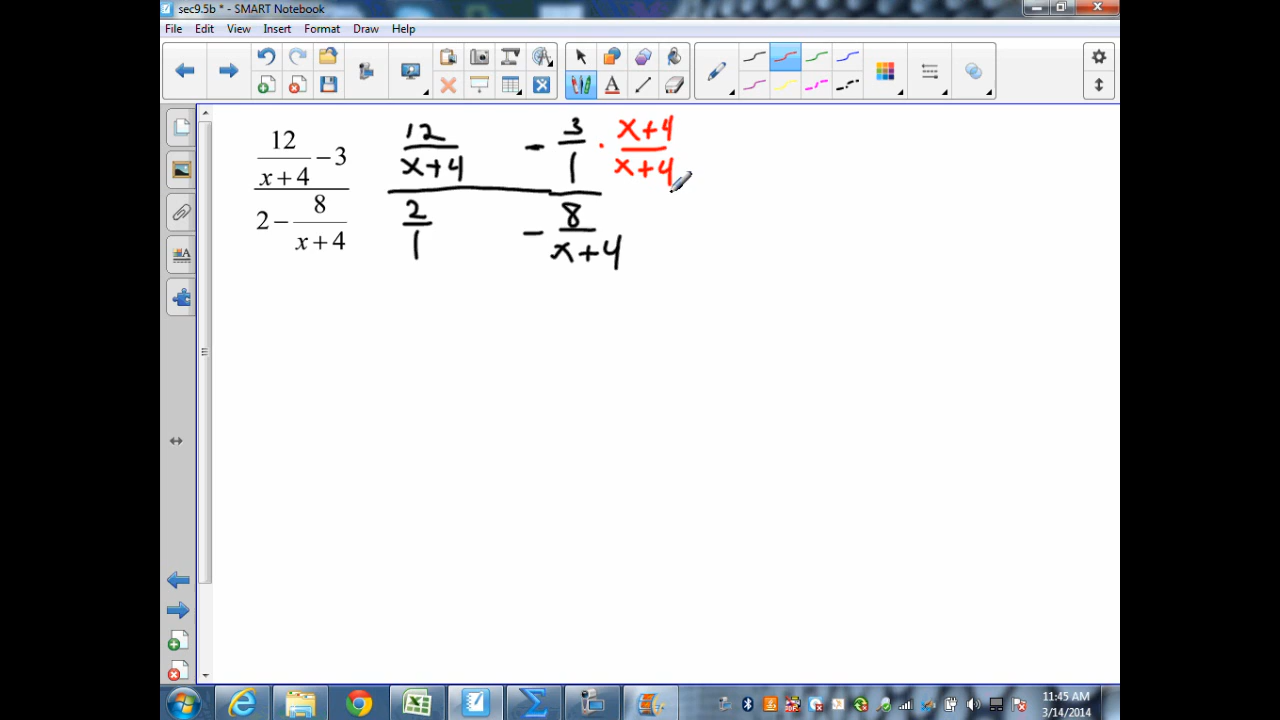 sec9.5b * - SMART Notebook
File Edit View Insert Format Draw Help
12
x + 4
− 3
2 −
8
x + 4
12
x+4
-
3
1
·
x+4
x+4
2
1
-
8
x+4
11:45 AM
3/14/2014